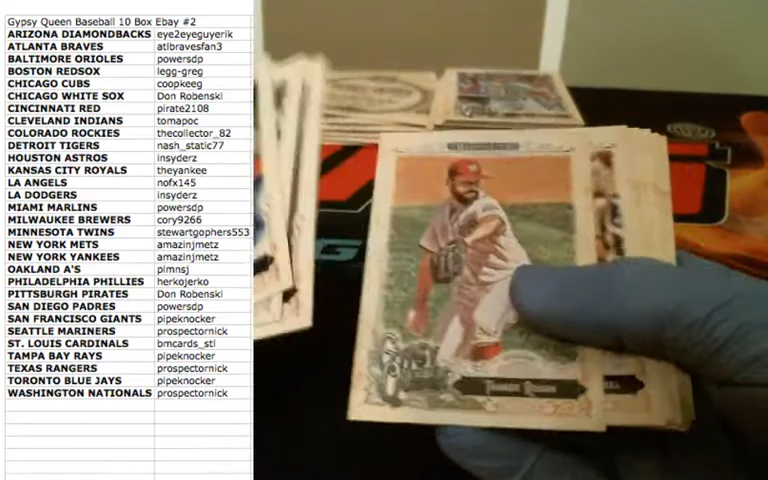 Gypsy Queen Baseball 10 Box Ebay #2
ARIZONA DIAMONDBACKS eye2eyeguyerik
ATLANTA BRAVES atlbravesfan3
BALTIMORE ORIOLES powersdp
BOSTON REDSOX legg-greg
CHICAGO CUBS coopkeeg
CHICAGO WHITE SOX Don Robenski
CINCINNATI RED pirate2108
CLEVELAND INDIANS tomapoc
COLORADO ROCKIES thecollector_82
DETROIT TIGERS nash_static77
HOUSTON ASTROS insyderz
KANSAS CITY ROYALS theyankee
LA ANGELS nofx145
LA DODGERS insyderz
MIAMI MARLINS powersdp
MILWAUKEE BREWERS cory9266
MINNESOTA TWINS stewartgophers553
NEW YORK METS amazinjmetz
NEW YORK YANKEES amazinjmetz
OAKLAND A'S plmnsj
PHILADELPHIA PHILLIES herkojerko
PITTSBURGH PIRATES Don Robenski
SAN DIEGO PADRES powersdp
SAN FRANCISCO GIANTS pipeknocker
SEATTLE MARINERS prospectornick
ST. LOUIS CARDINALS bmcards_stl
TAMPA BAY RAYS pipeknocker
TEXAS RANGERS prospectornick
TORONTO BLUE JAYS pipeknocker
WASHINGTON NATIONALS prospectornick
Tanner Roark